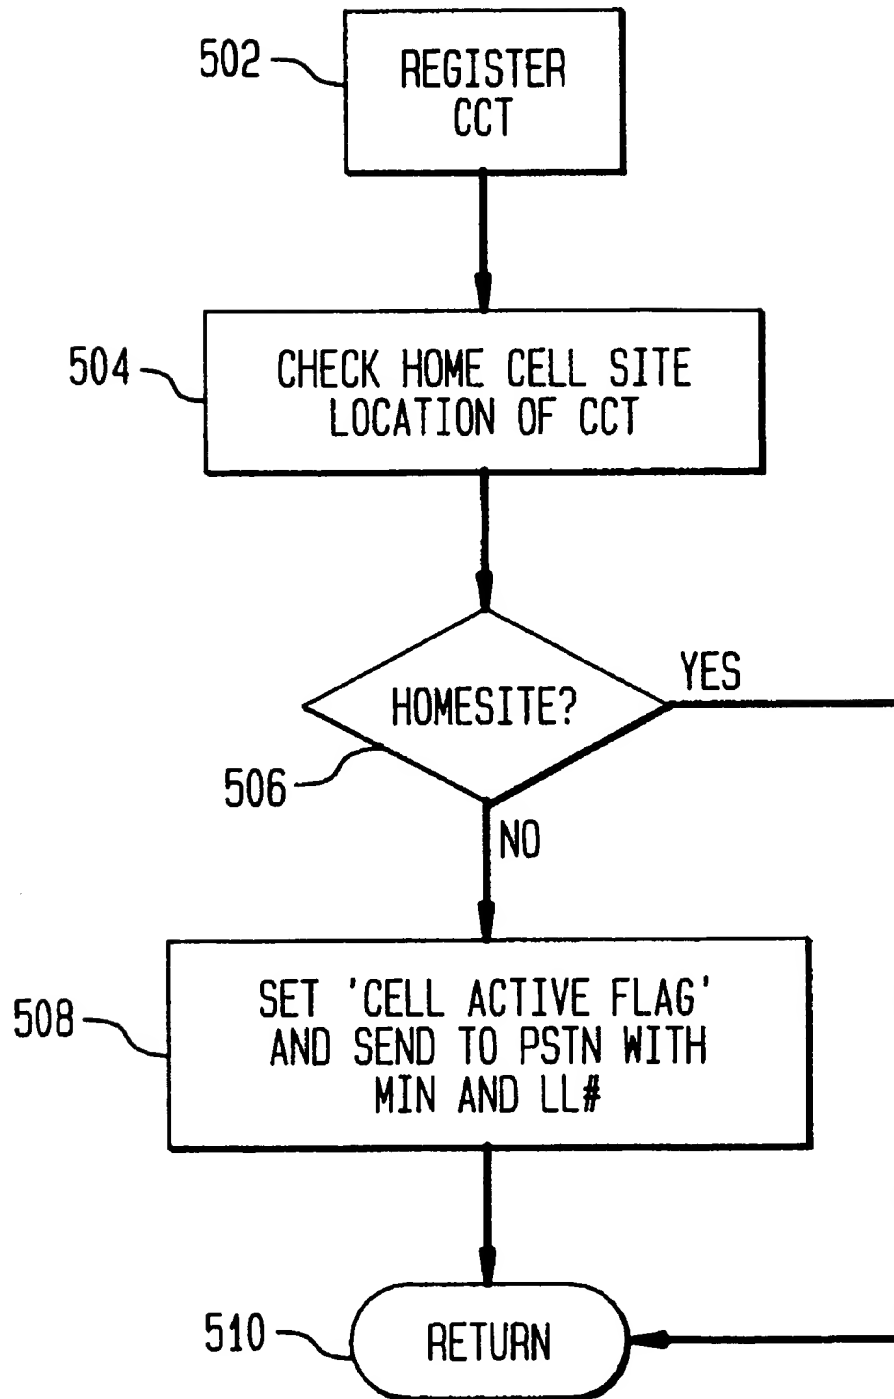 502
REGISTER
CCT
504
CHECK HOME CELL SITE
LOCATION OF CCT
HOMESITE?
YES
506
NO
508
SET 'CELL ACTIVE FLAG'
AND SEND TO PSTN WITH
MIN AND LL#
510
RETURN